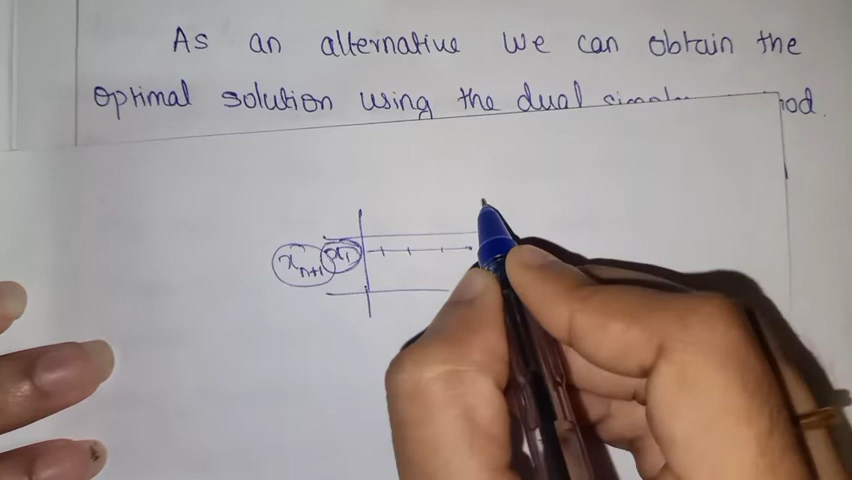 As an alternative we can obtain the
optimal solution using the dual
x_{n+1} x_1